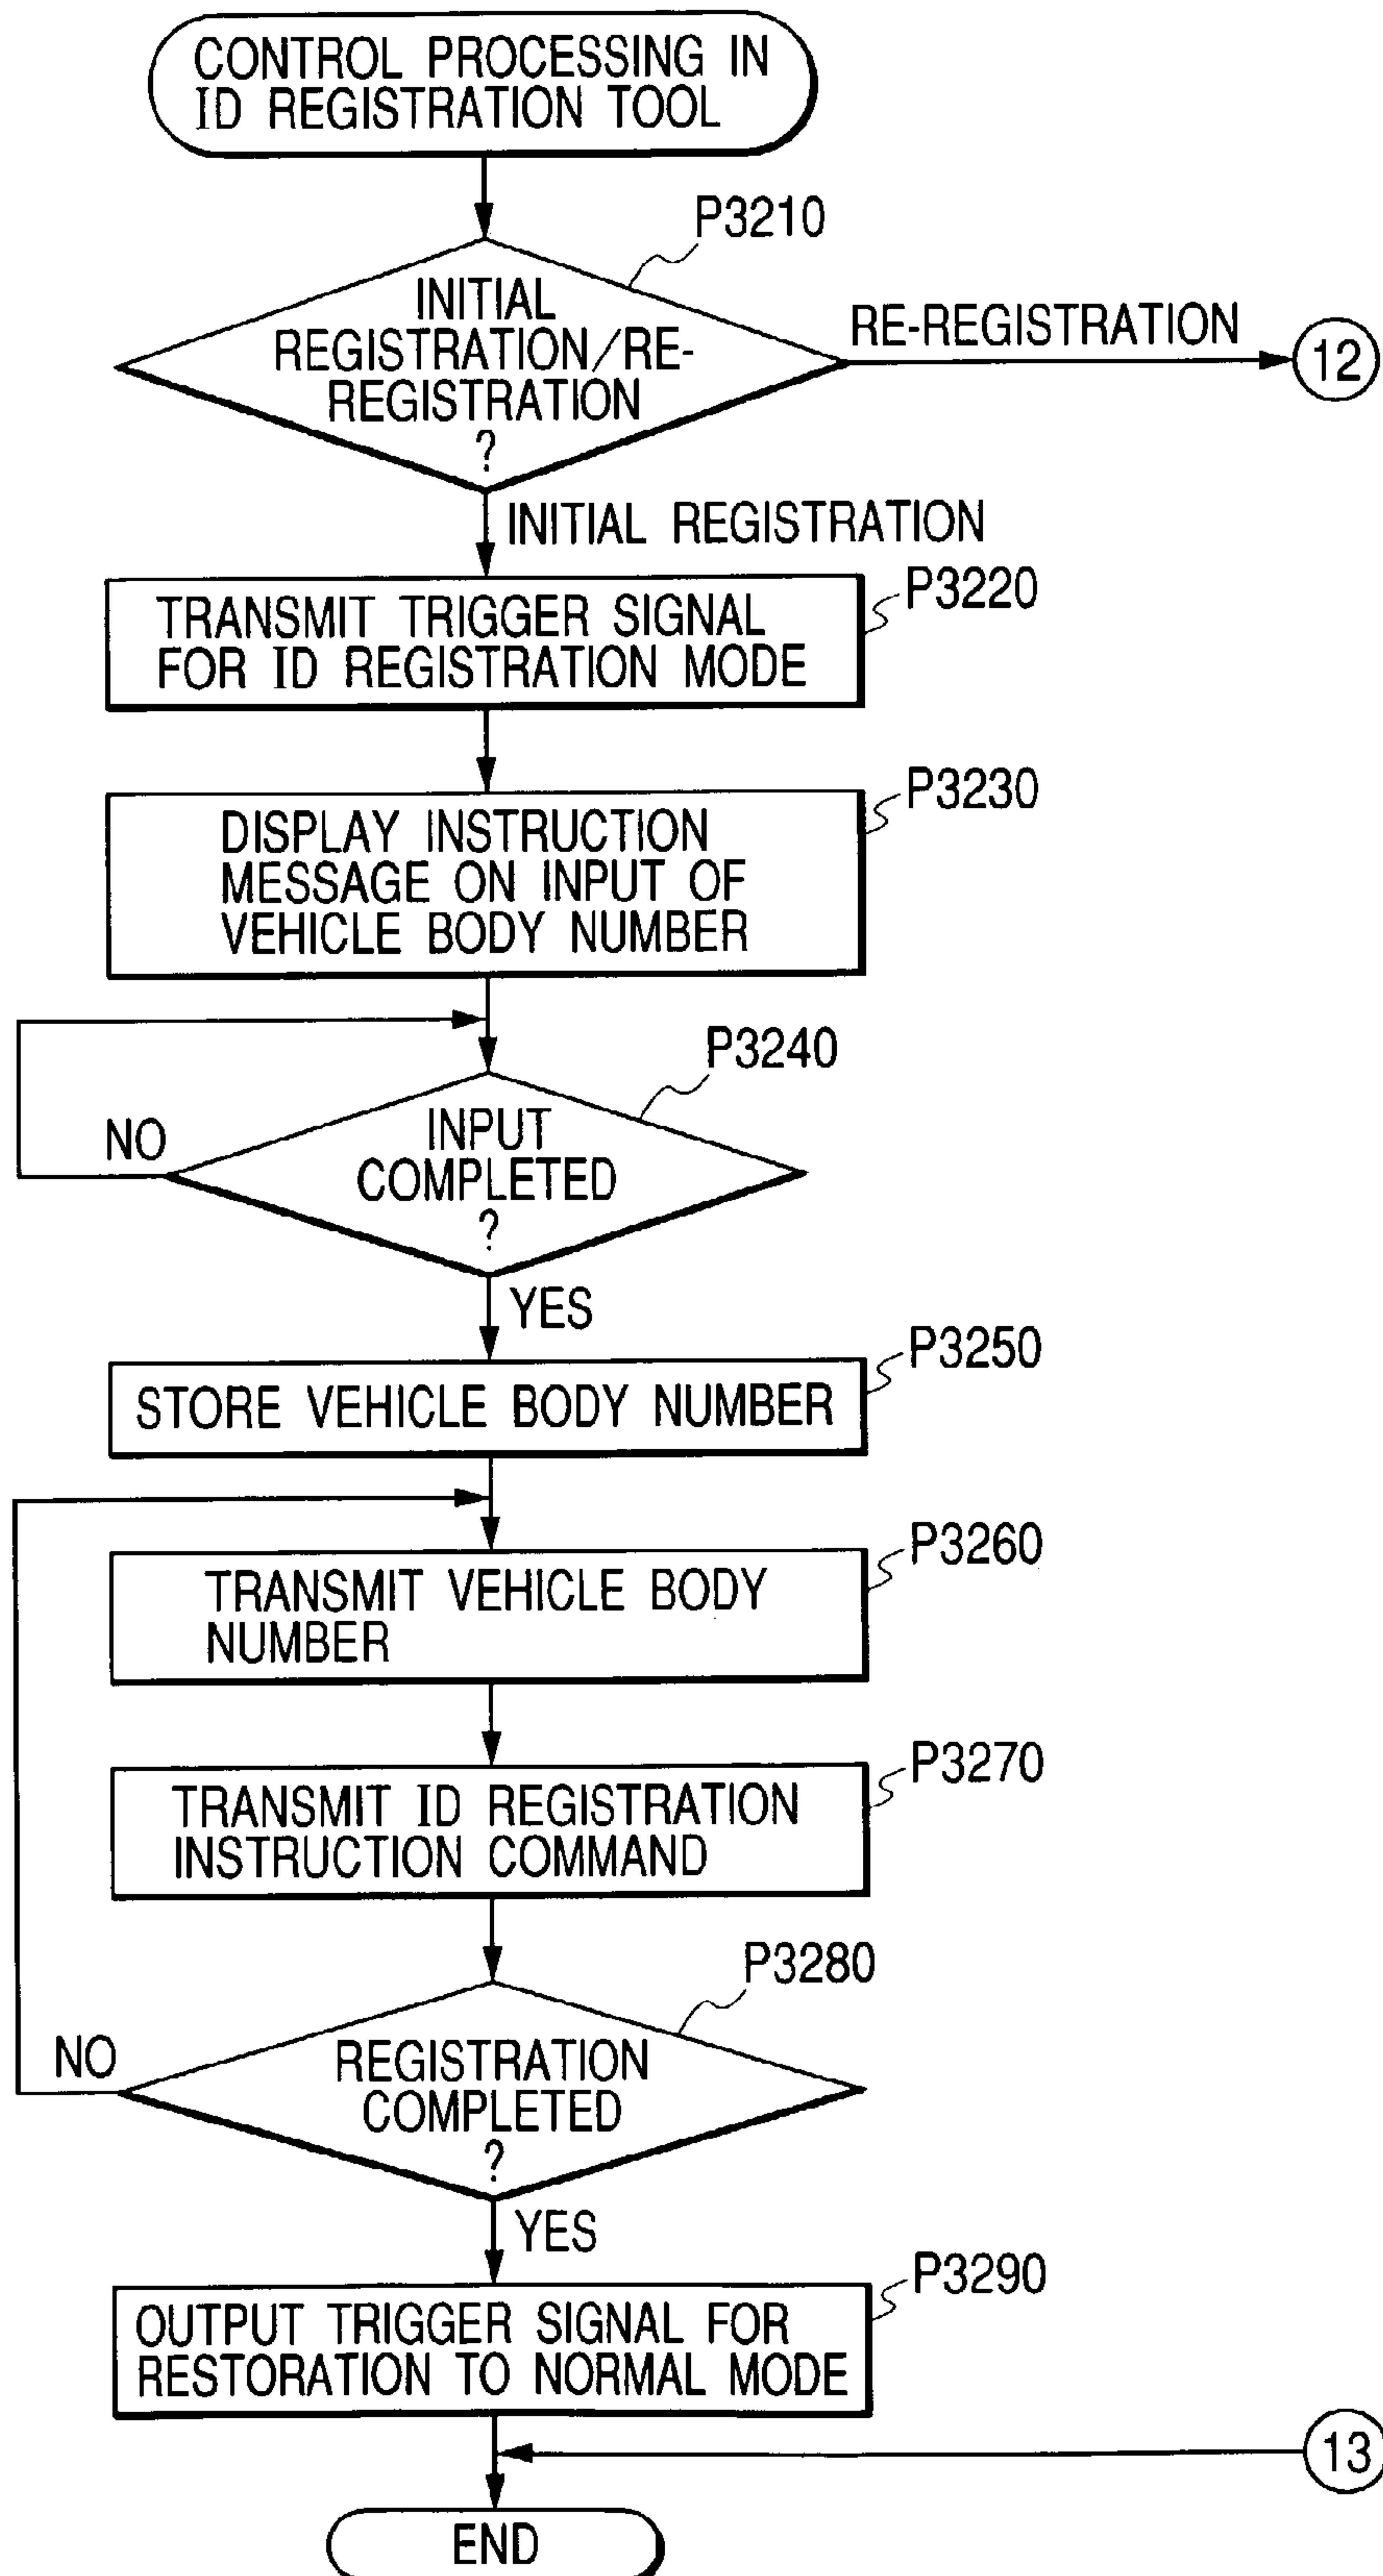 CONTROL PROCESSING IN
ID REGISTRATION TOOL
P3210
INITIAL
REGISTRATION/RE-
REGISTRATION
?
RE-REGISTRATION
12
INITIAL REGISTRATION
P3220
TRANSMIT TRIGGER SIGNAL
FOR ID REGISTRATION MODE
P3230
DISPLAY INSTRUCTION
MESSAGE ON INPUT OF
VEHICLE BODY NUMBER
P3240
NO
INPUT
COMPLETED
?
YES
P3250
STORE VEHICLE BODY NUMBER
P3260
TRANSMIT VEHICLE BODY
NUMBER
P3270
TRANSMIT ID REGISTRATION
INSTRUCTION COMMAND
P3280
NO
REGISTRATION
COMPLETED
?
YES
P3290
OUTPUT TRIGGER SIGNAL FOR
RESTORATION TO NORMAL MODE
13
END